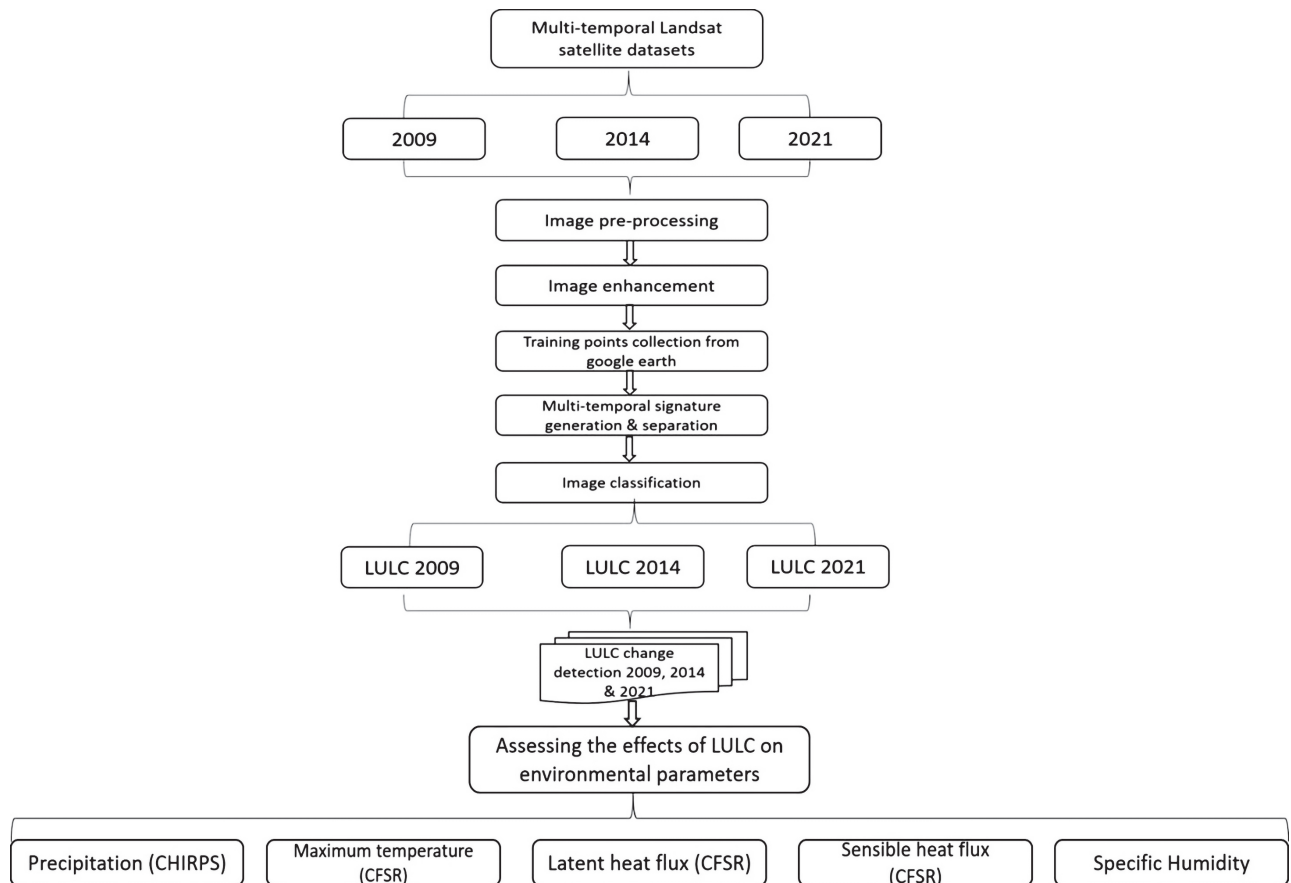 Multi-temporal Landsat
satellite datasets
2009
2014
2021
Image pre-processing
Image enhancement
Training points collection from
google earth
Multi-temporal signature
generation & separation
Image classification
LULC 2009
LULC 2014
LULC 2021
LULC change
detection 2009, 2014
& 2021
Assessing the effects of LULC on
environmental parameters
Precipitation (CHIRPS)
Maximum temperature
(CFSR)
Latent heat flux (CFSR)
Sensible heat flux
(CFSR)
Specific Humidity